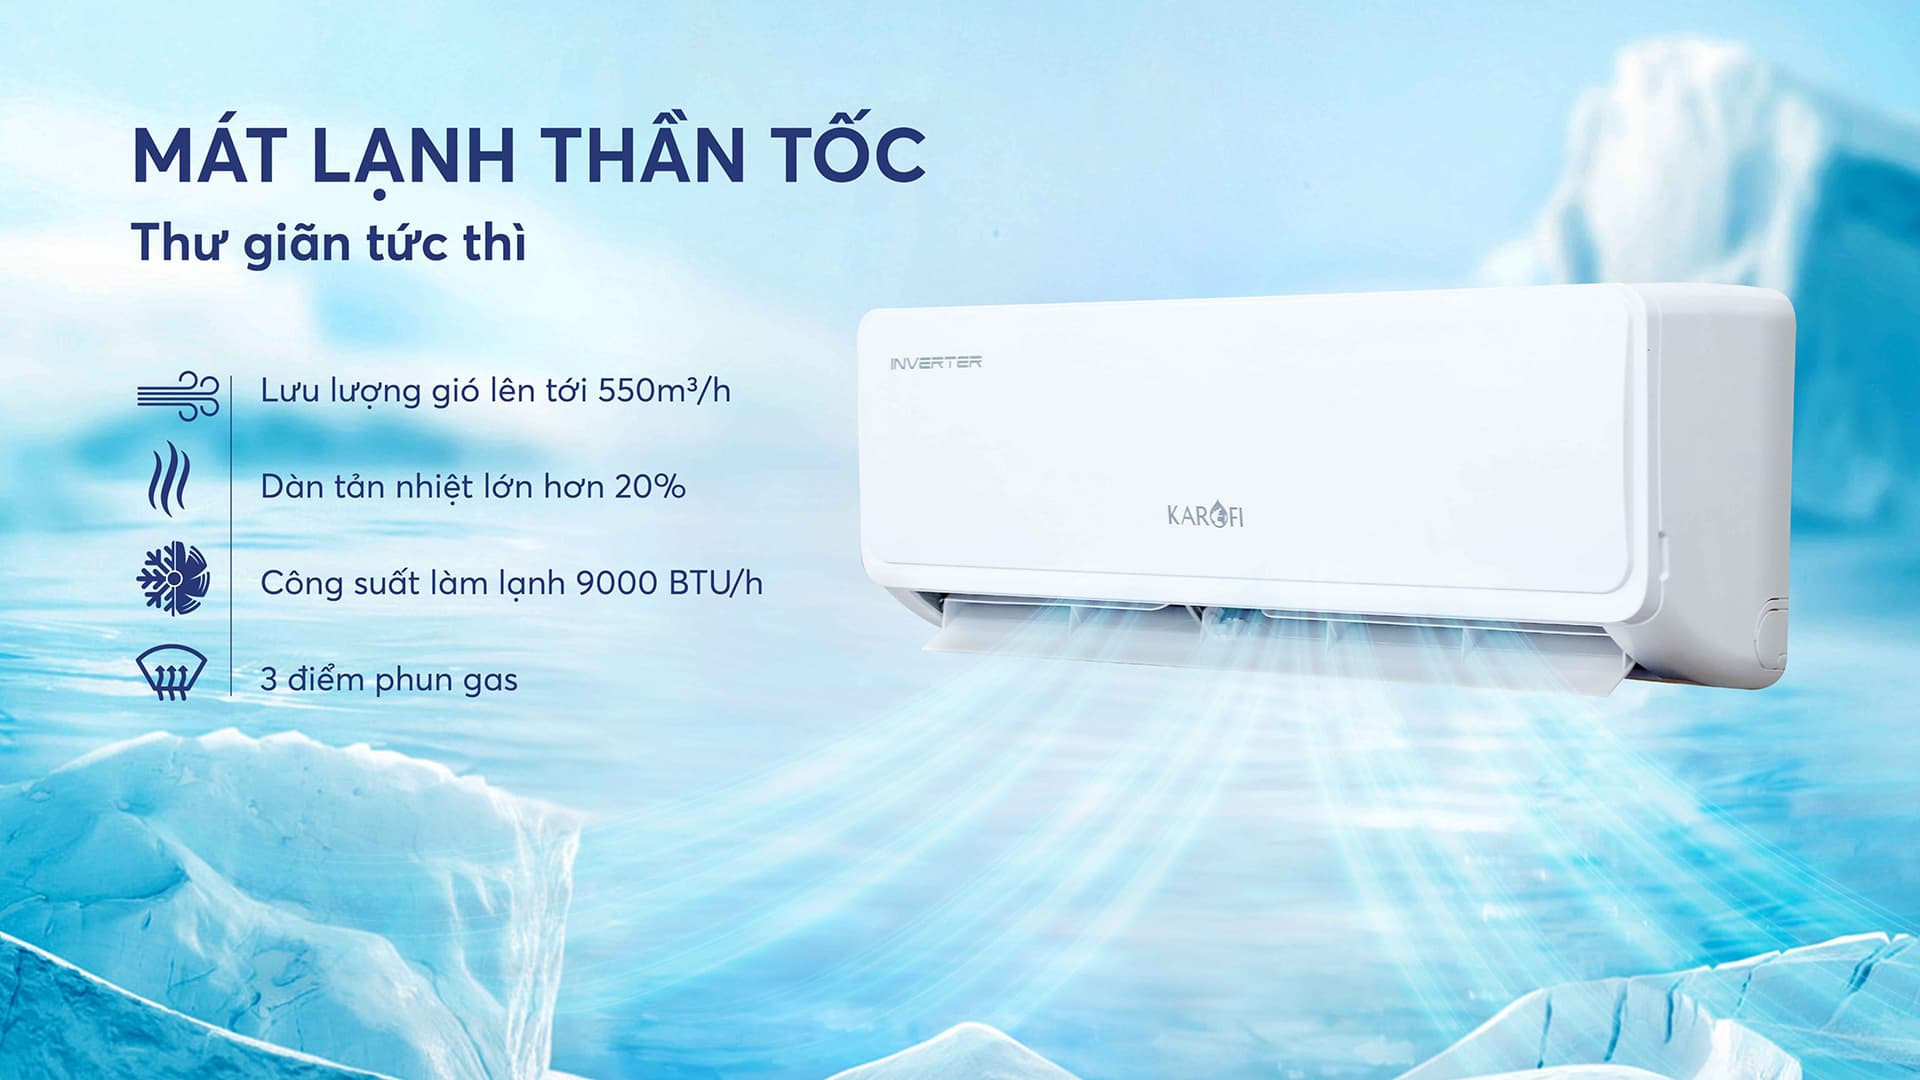 MÁT LẠNH THẦN TỐC
Thư giãn tức thì
Lưu lượng gió lên tới 550m³/h
Dàn tản nhiệt lớn hơn 20%
Công suất làm lạnh 9000 BTU/h
3 điểm phun gas
INVERTER
KAROFI